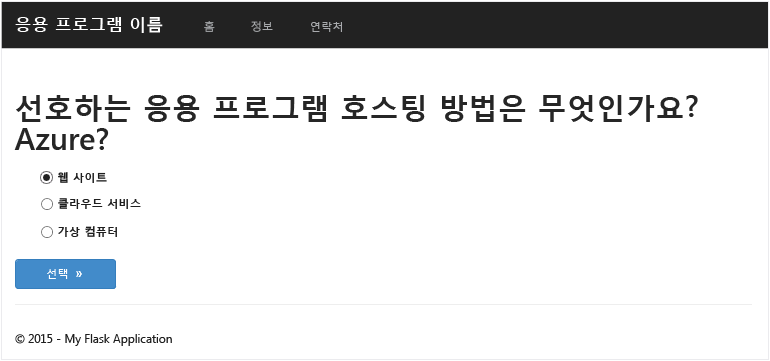 응용 프로그램 이름 홈 정보 연락처
선호하는 응용 프로그램 호스팅 방법은 무엇인가요?
Azure?
웹 사이트
클라우드 서비스
가상 컴퓨터
선택 »
© 2015 - My Flask Application